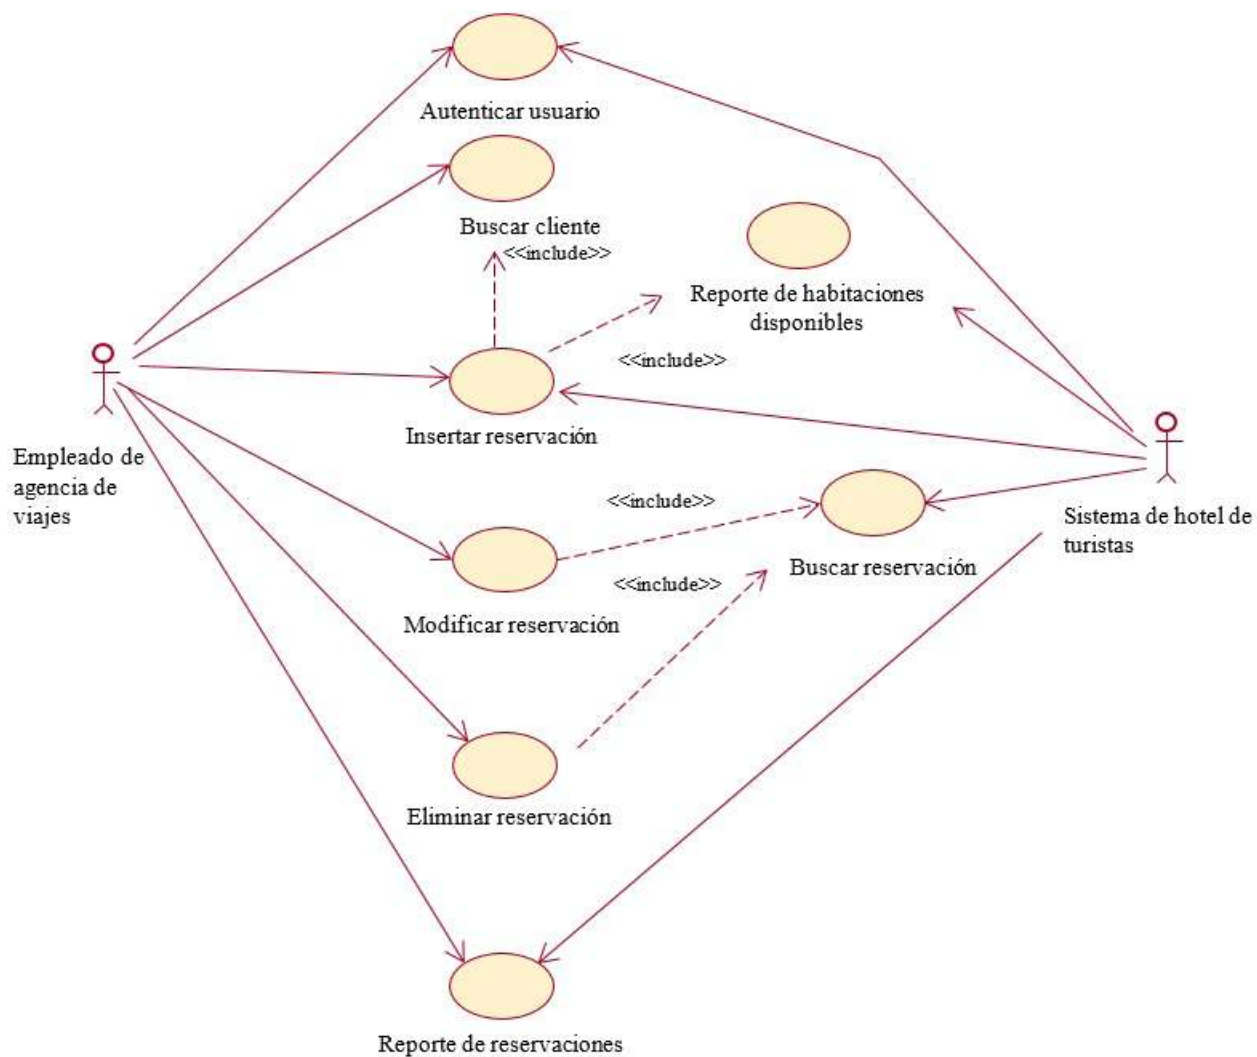 Autenticar usuario
Buscar cliente
<<include>>
Reporte de habitaciones
disponibles
<<include>>
Insertar reservación
Empleado de
agencia de
viajes
<<include>>
Sistema de hotel de
turistas
Buscar reservación
<<include>>
Modificar reservación
Eliminar reservación
Reporte de reservaciones